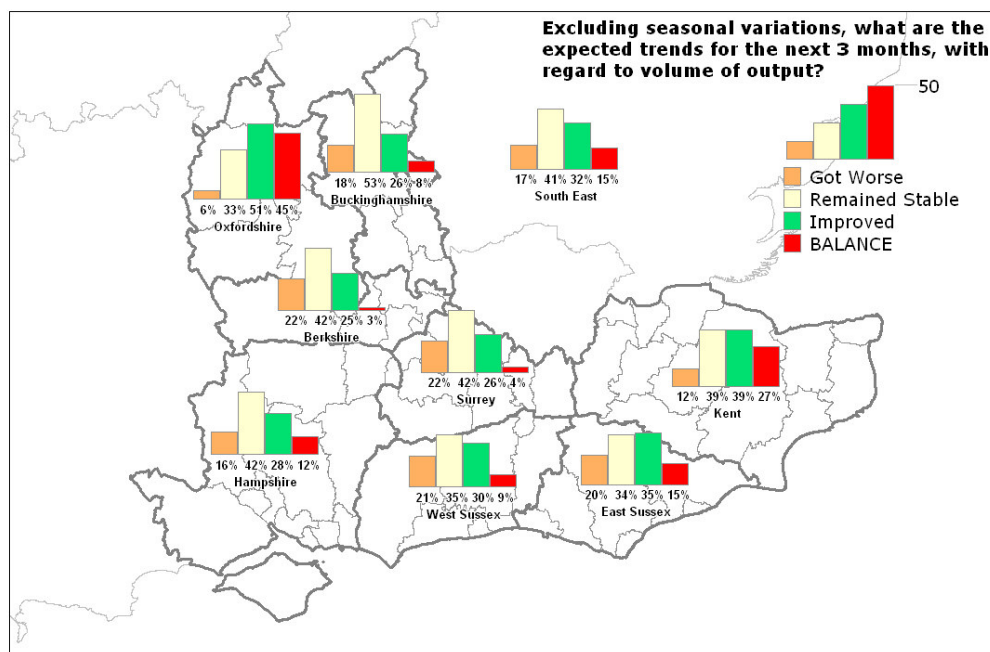 Excluding seasonal variations, what are the
expected trends for the next 3 months, with
regard to volume of output?
50
Got Worse
Remained Stable
Improved
BALANCE
18% 53% 26% 8%
Buckinghamshire
17% 41% 32% 15%
South East
6% 33% 51% 45%
Oxfordshire
22% 42% 25% 3%
Berkshire
22% 42% 26% 4%
Surrey
12% 39% 39% 27%
Kent
16% 42% 28% 12%
Hampshire
21% 35% 30% 9%
West Sussex
20% 34% 35% 15%
East Sussex